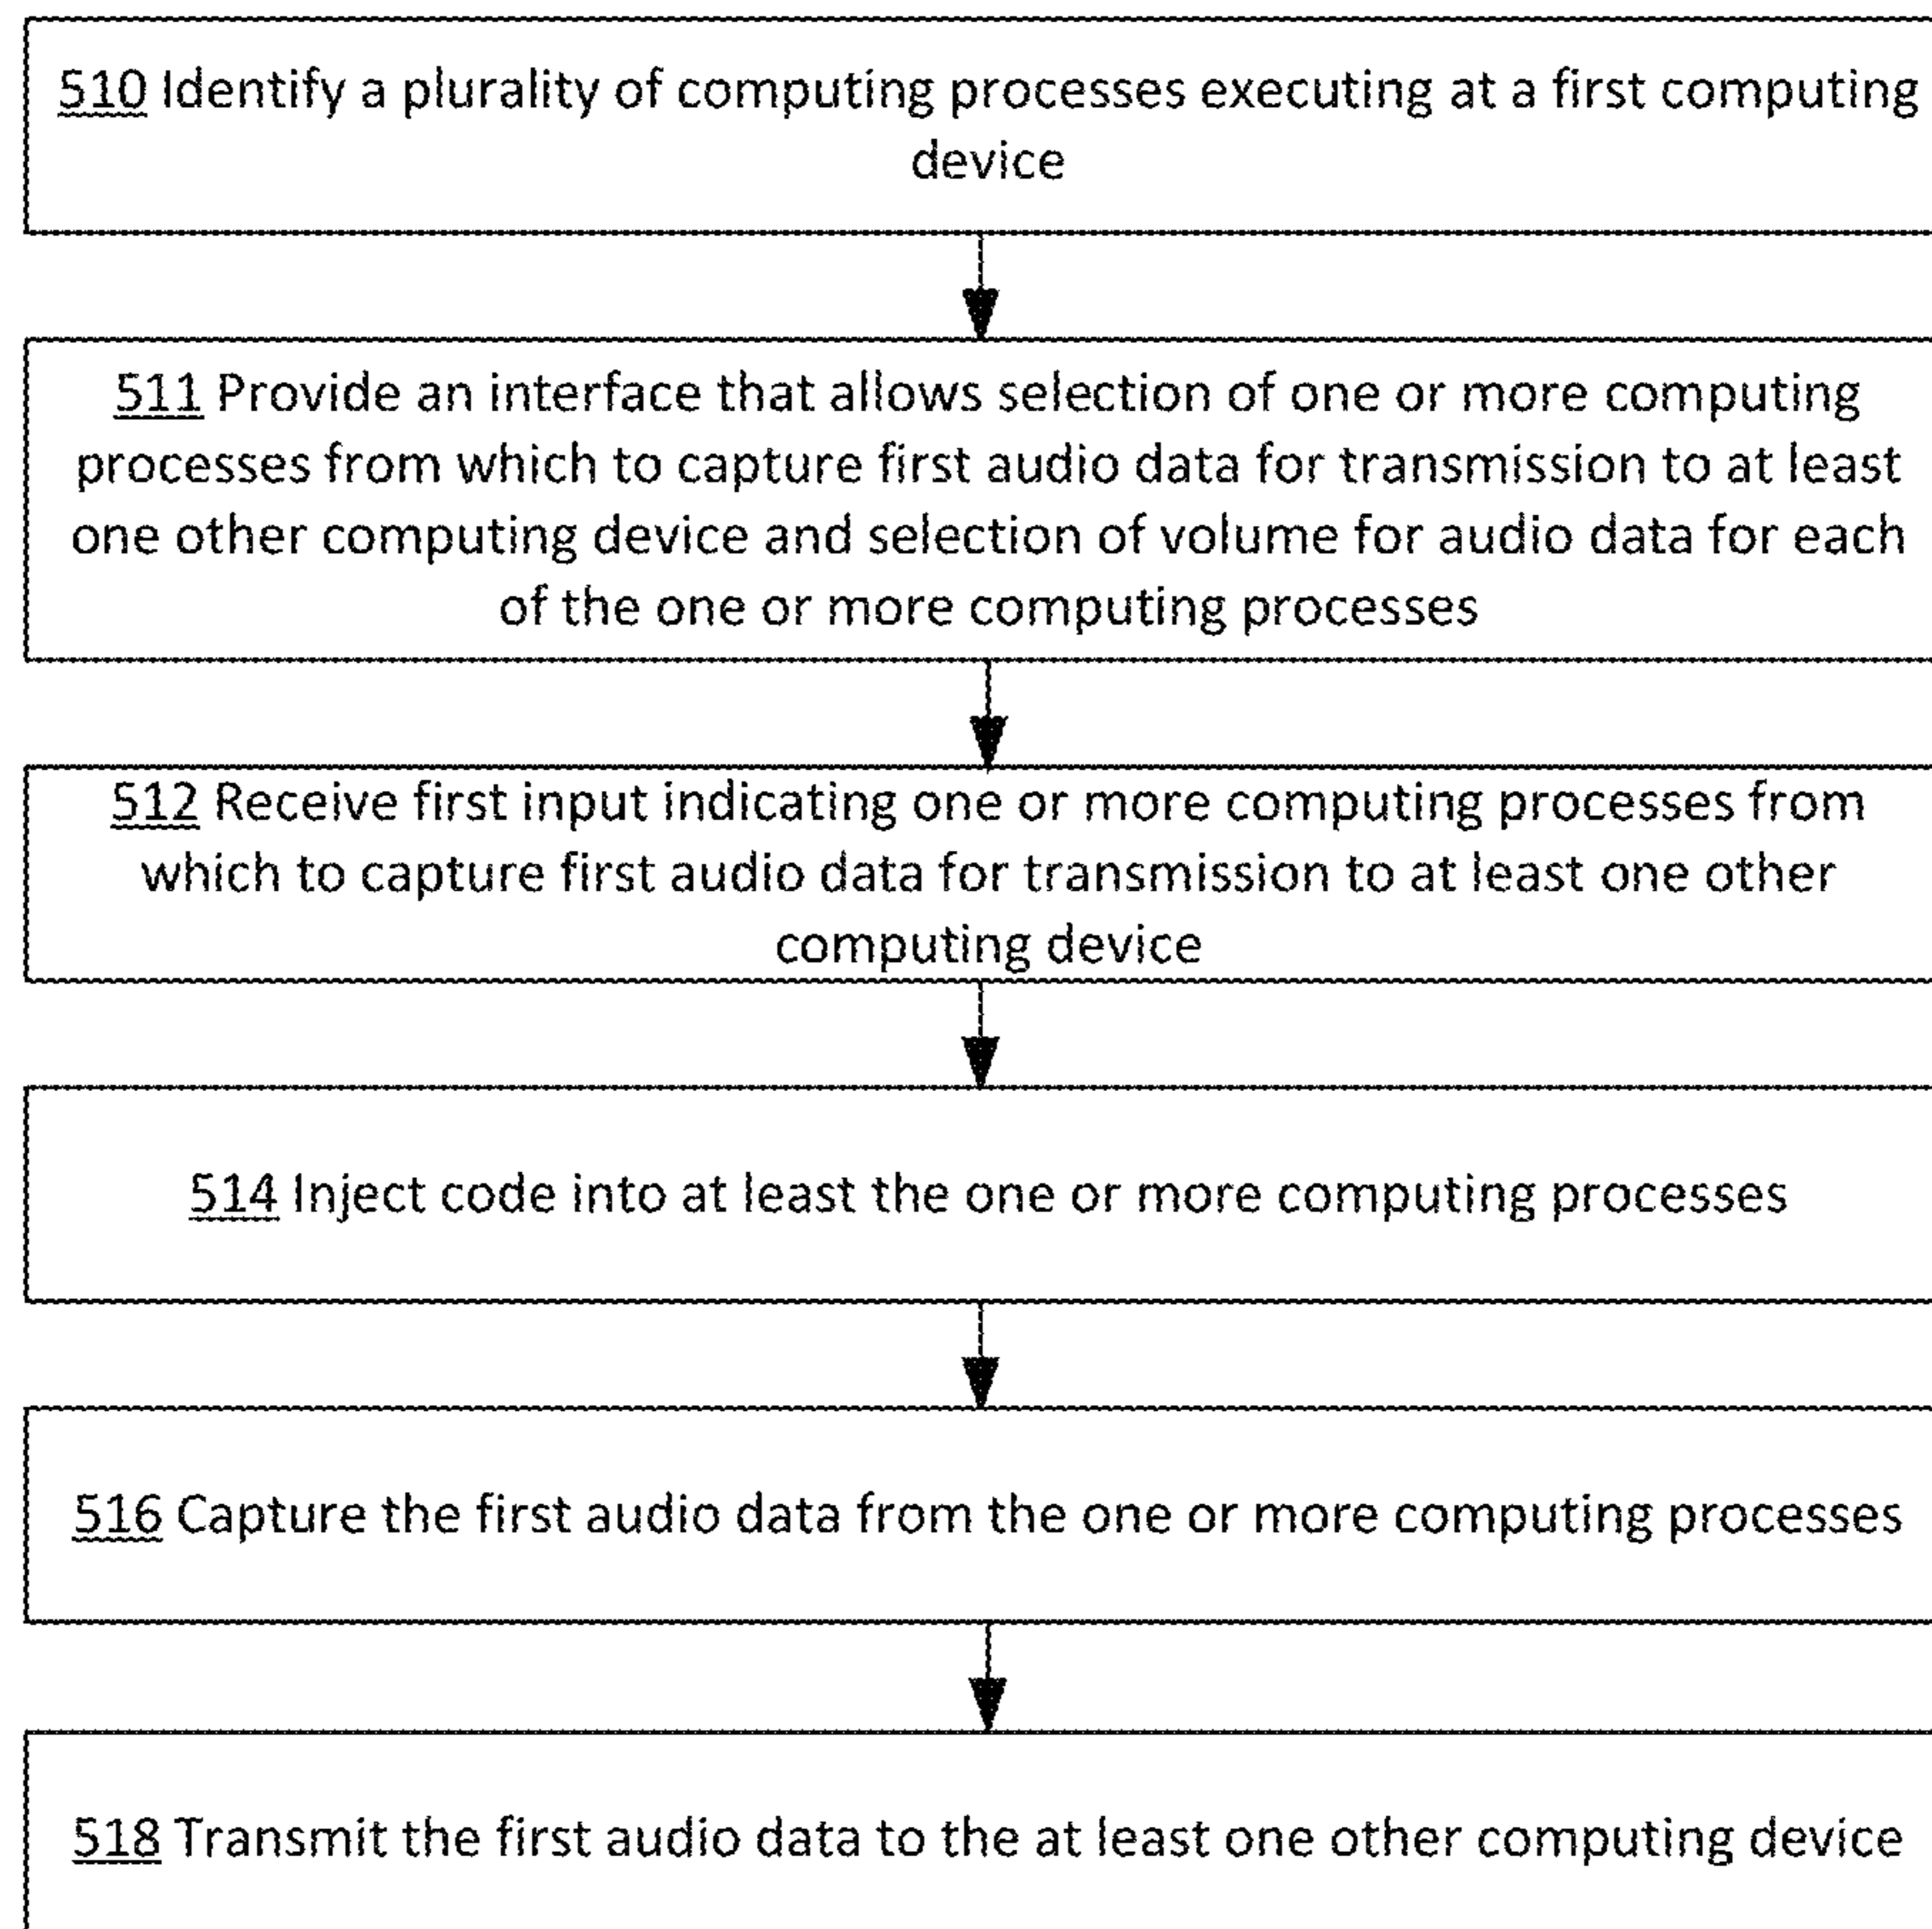 510 Identify a plurality of computing processes executing at a first computing
device
511 Provide an interface that allows selection of one or more computing
processes from which to capture first audio data for transmission to at least
one other computing device and selection of volume for audio data for each
of the one or more computing processes
512 Receive first input indicating one or more computing processes from
which to capture first audio data for transmission to at least one other
computing device
514 Inject code into at least the one or more computing processes
516 Capture the first audio data from the one or more computing processes
518 Transmit the first audio data to the at least one other computing device